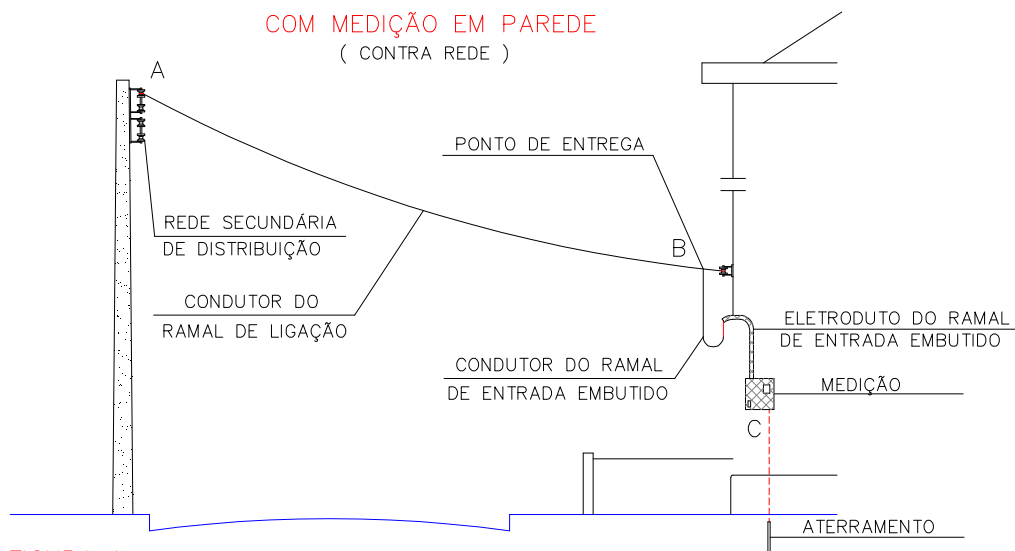 COM MEDIÇÃO EM PAREDE
( CONTRA REDE )
A
PONTO DE ENTREGA
REDE SECUNDÁRIA
DE DISTRIBUIÇÃO
B
CONDUTOR DO
RAMAL DE LIGAÇÃO
ELETRODUTO DO RAMAL
DE ENTRADA EMBUTIDO
CONDUTOR DO RAMAL
DE ENTRADA EMBUTIDO
MEDIÇÃO
C
ATERRAMENTO